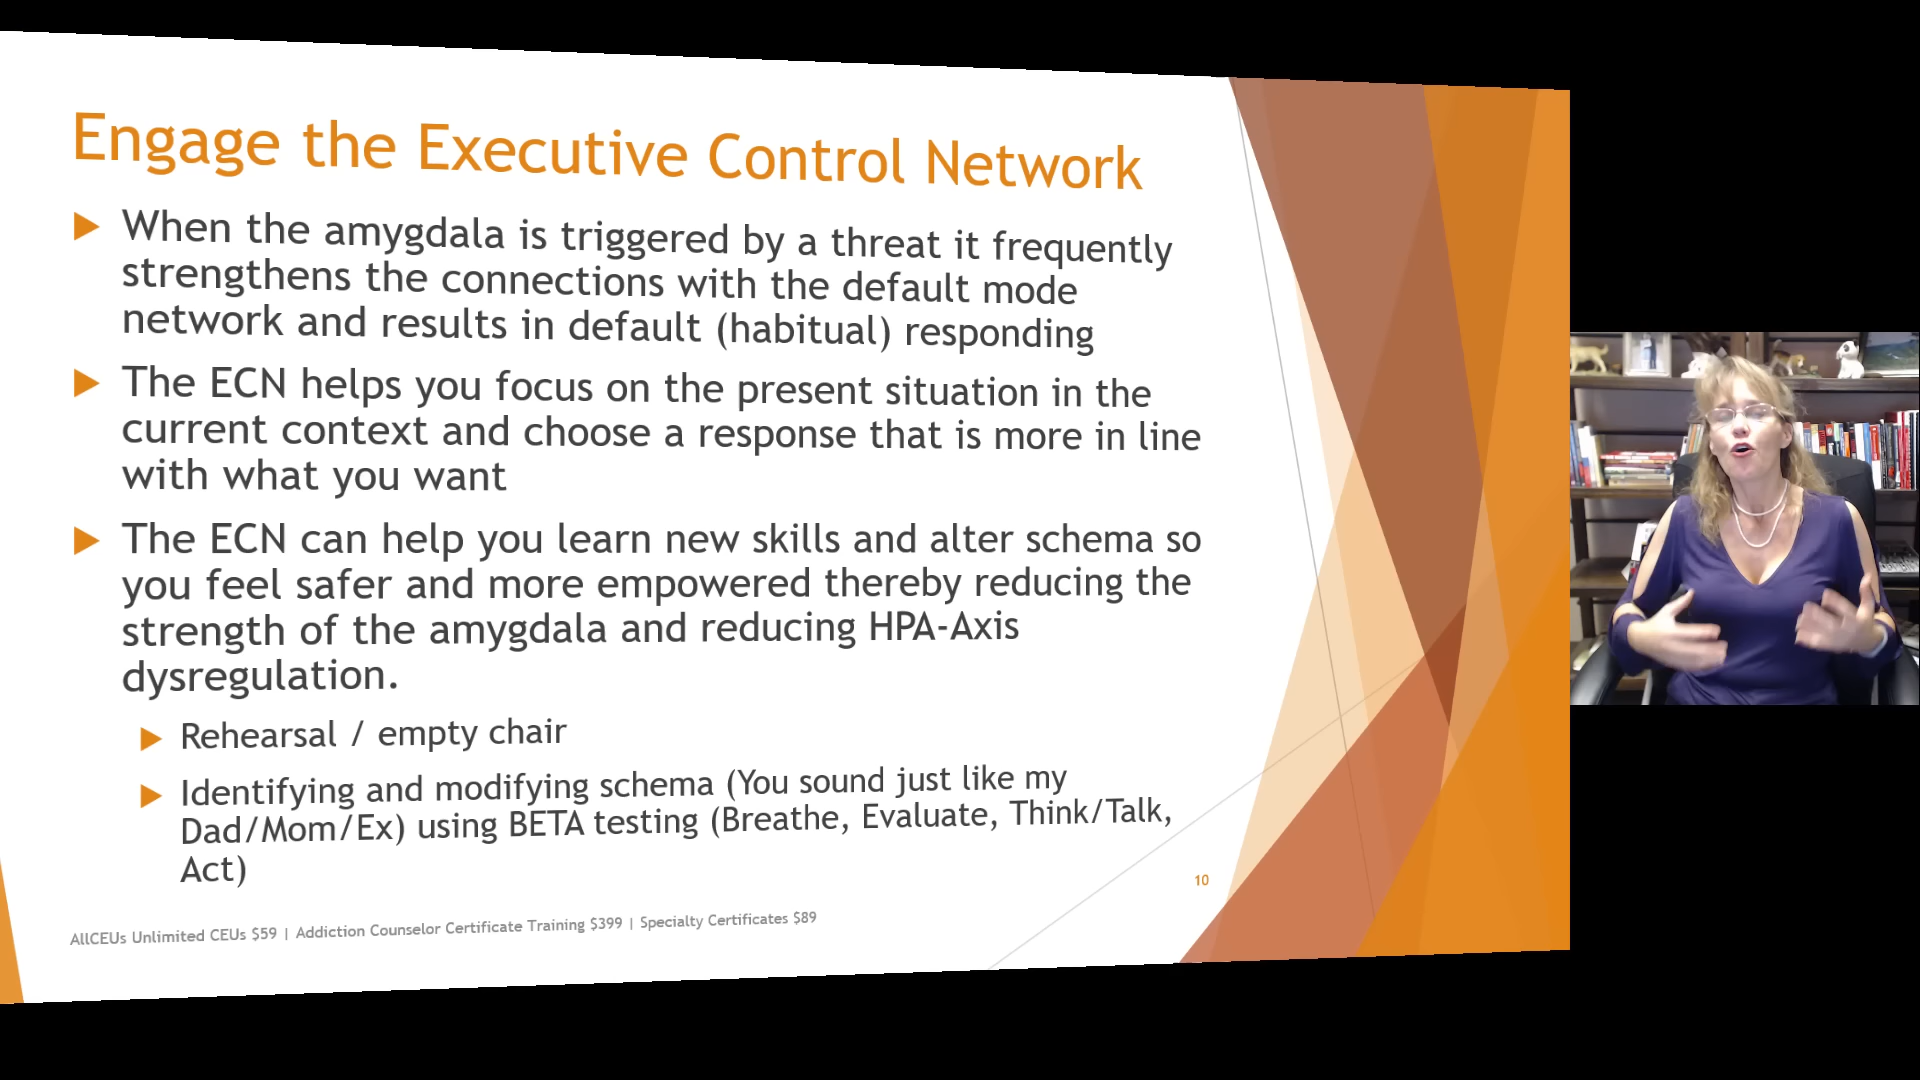 Engage the Executive Control Network
When the amygdala is triggered by a threat it frequently
strengthens the connections with the default mode
network and results in default (habitual) responding
The ECN helps you focus on the present situation in the
current context and choose a response that is more in line
with what you want
The ECN can help you learn new skills and alter schema so
you feel safer and more empowered thereby reducing the
strength of the amygdala and reducing HPA-Axis
dysregulation.
Rehearsal / empty chair
Identifying and modifying schema (You sound just like my
Dad/Mom/Ex) using BETA testing (Breathe, Evaluate, Think/Talk,
Act)
10
AllCEUs Unlimited CEUs $59 | Addiction Counselor Certificate Training $399 | Specialty Certificates $89